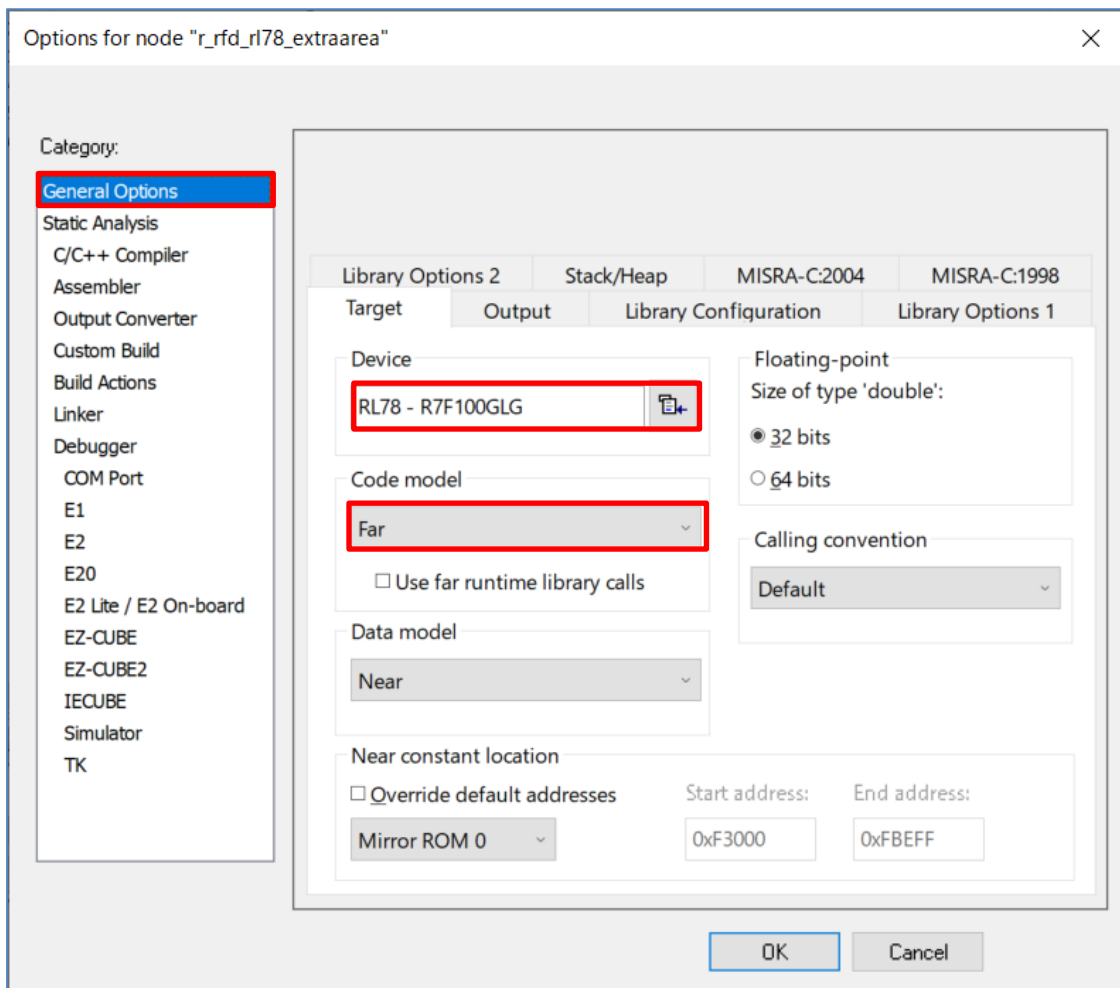 Options for node "r_rfd_rl78_extraarea"
Category:
General Options
Static Analysis
C/C++ Compiler
Assembler
Output Converter
Custom Build
Build Actions
Linker
Debugger
COM Port
E1
E2
E20
E2 Lite / E2 On-board
EZ-CUBE
EZ-CUBE2
IECUBE
Simulator
TK
Library Options 2 Stack/Heap MISRA-C:2004 MISRA-C:1998
Target Output Library Configuration Library Options 1
Device
RL78 - R7F100GLG
Code model
Far
Use far runtime library calls
Data model
Near
Floating-point
Size of type 'double':
32 bits
64 bits
Calling convention
Default
Near constant location
Override default addresses Start address: End address:
Mirror ROM 0 0xF3000 0xFBEFF
OK Cancel